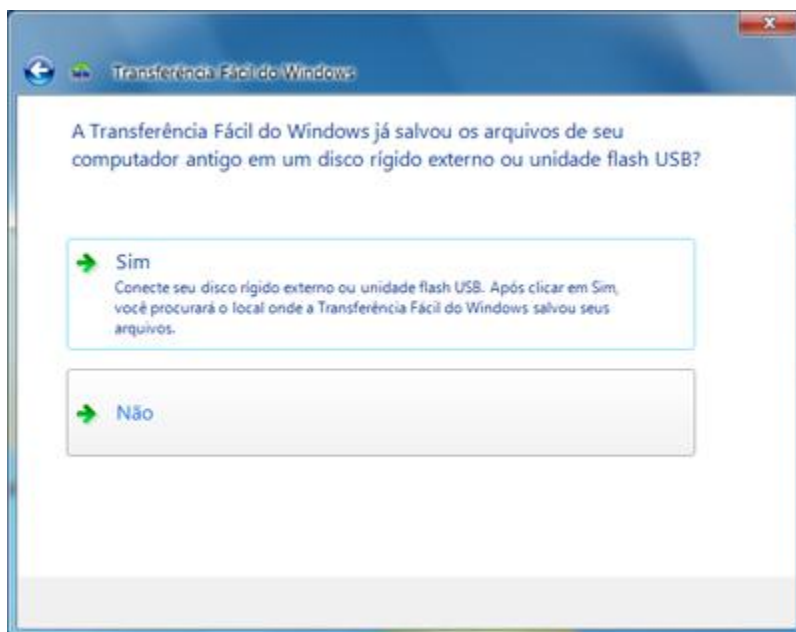 Transferência Fácil do Windows
A Transferência Fácil do Windows já salvou os arquivos de seu
computador antigo em um disco rígido externo ou unidade flash USB?
Sim
Conecte seu disco rígido externo ou unidade flash USB. Após clicar em Sim,
você procurará o local onde a Transferência Fácil do Windows salvou seus
arquivos.
Não